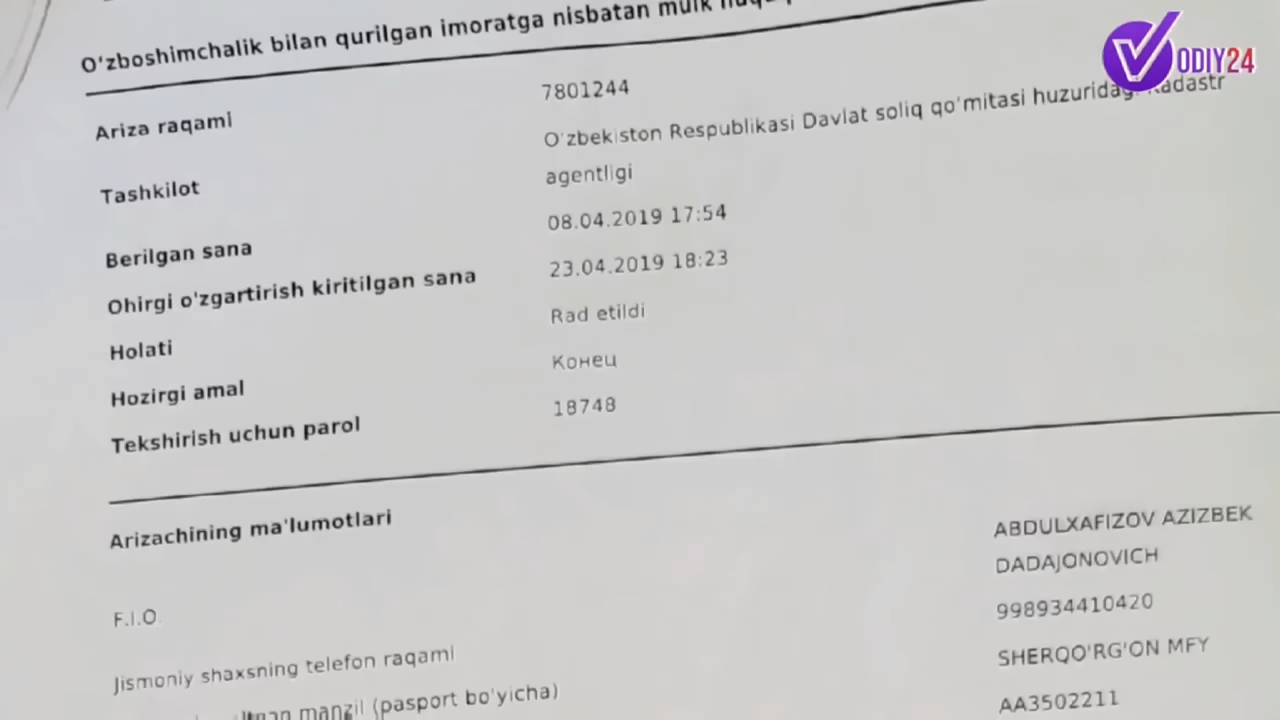 O'zboshimchalik bilan qurilgan imoratga nisbatan mulk
VODIY24
Ariza raqami 7801244
Tashkilot O'zbekiston Respublikasi Davlat soliq qo'mitasi huzuridagi Kadastr
agentligi
Berilgan sana 08.04.2019 17:54
Ohirgi o'zgartirish kiritilgan sana 23.04.2019 18:23
Holati Rad etildi
Hozirgi amal Конец
Tekshirish uchun parol 18748
Arizachining ma'lumotlari
F.I.O. ABDULXAFIZOV AZIZBEK
DADAJONOVICH
Jismoniy shaxsning telefon raqami 998934410420
manzil (pasport bo'yicha) SHERQO'RG'ON MFY
AA3502211